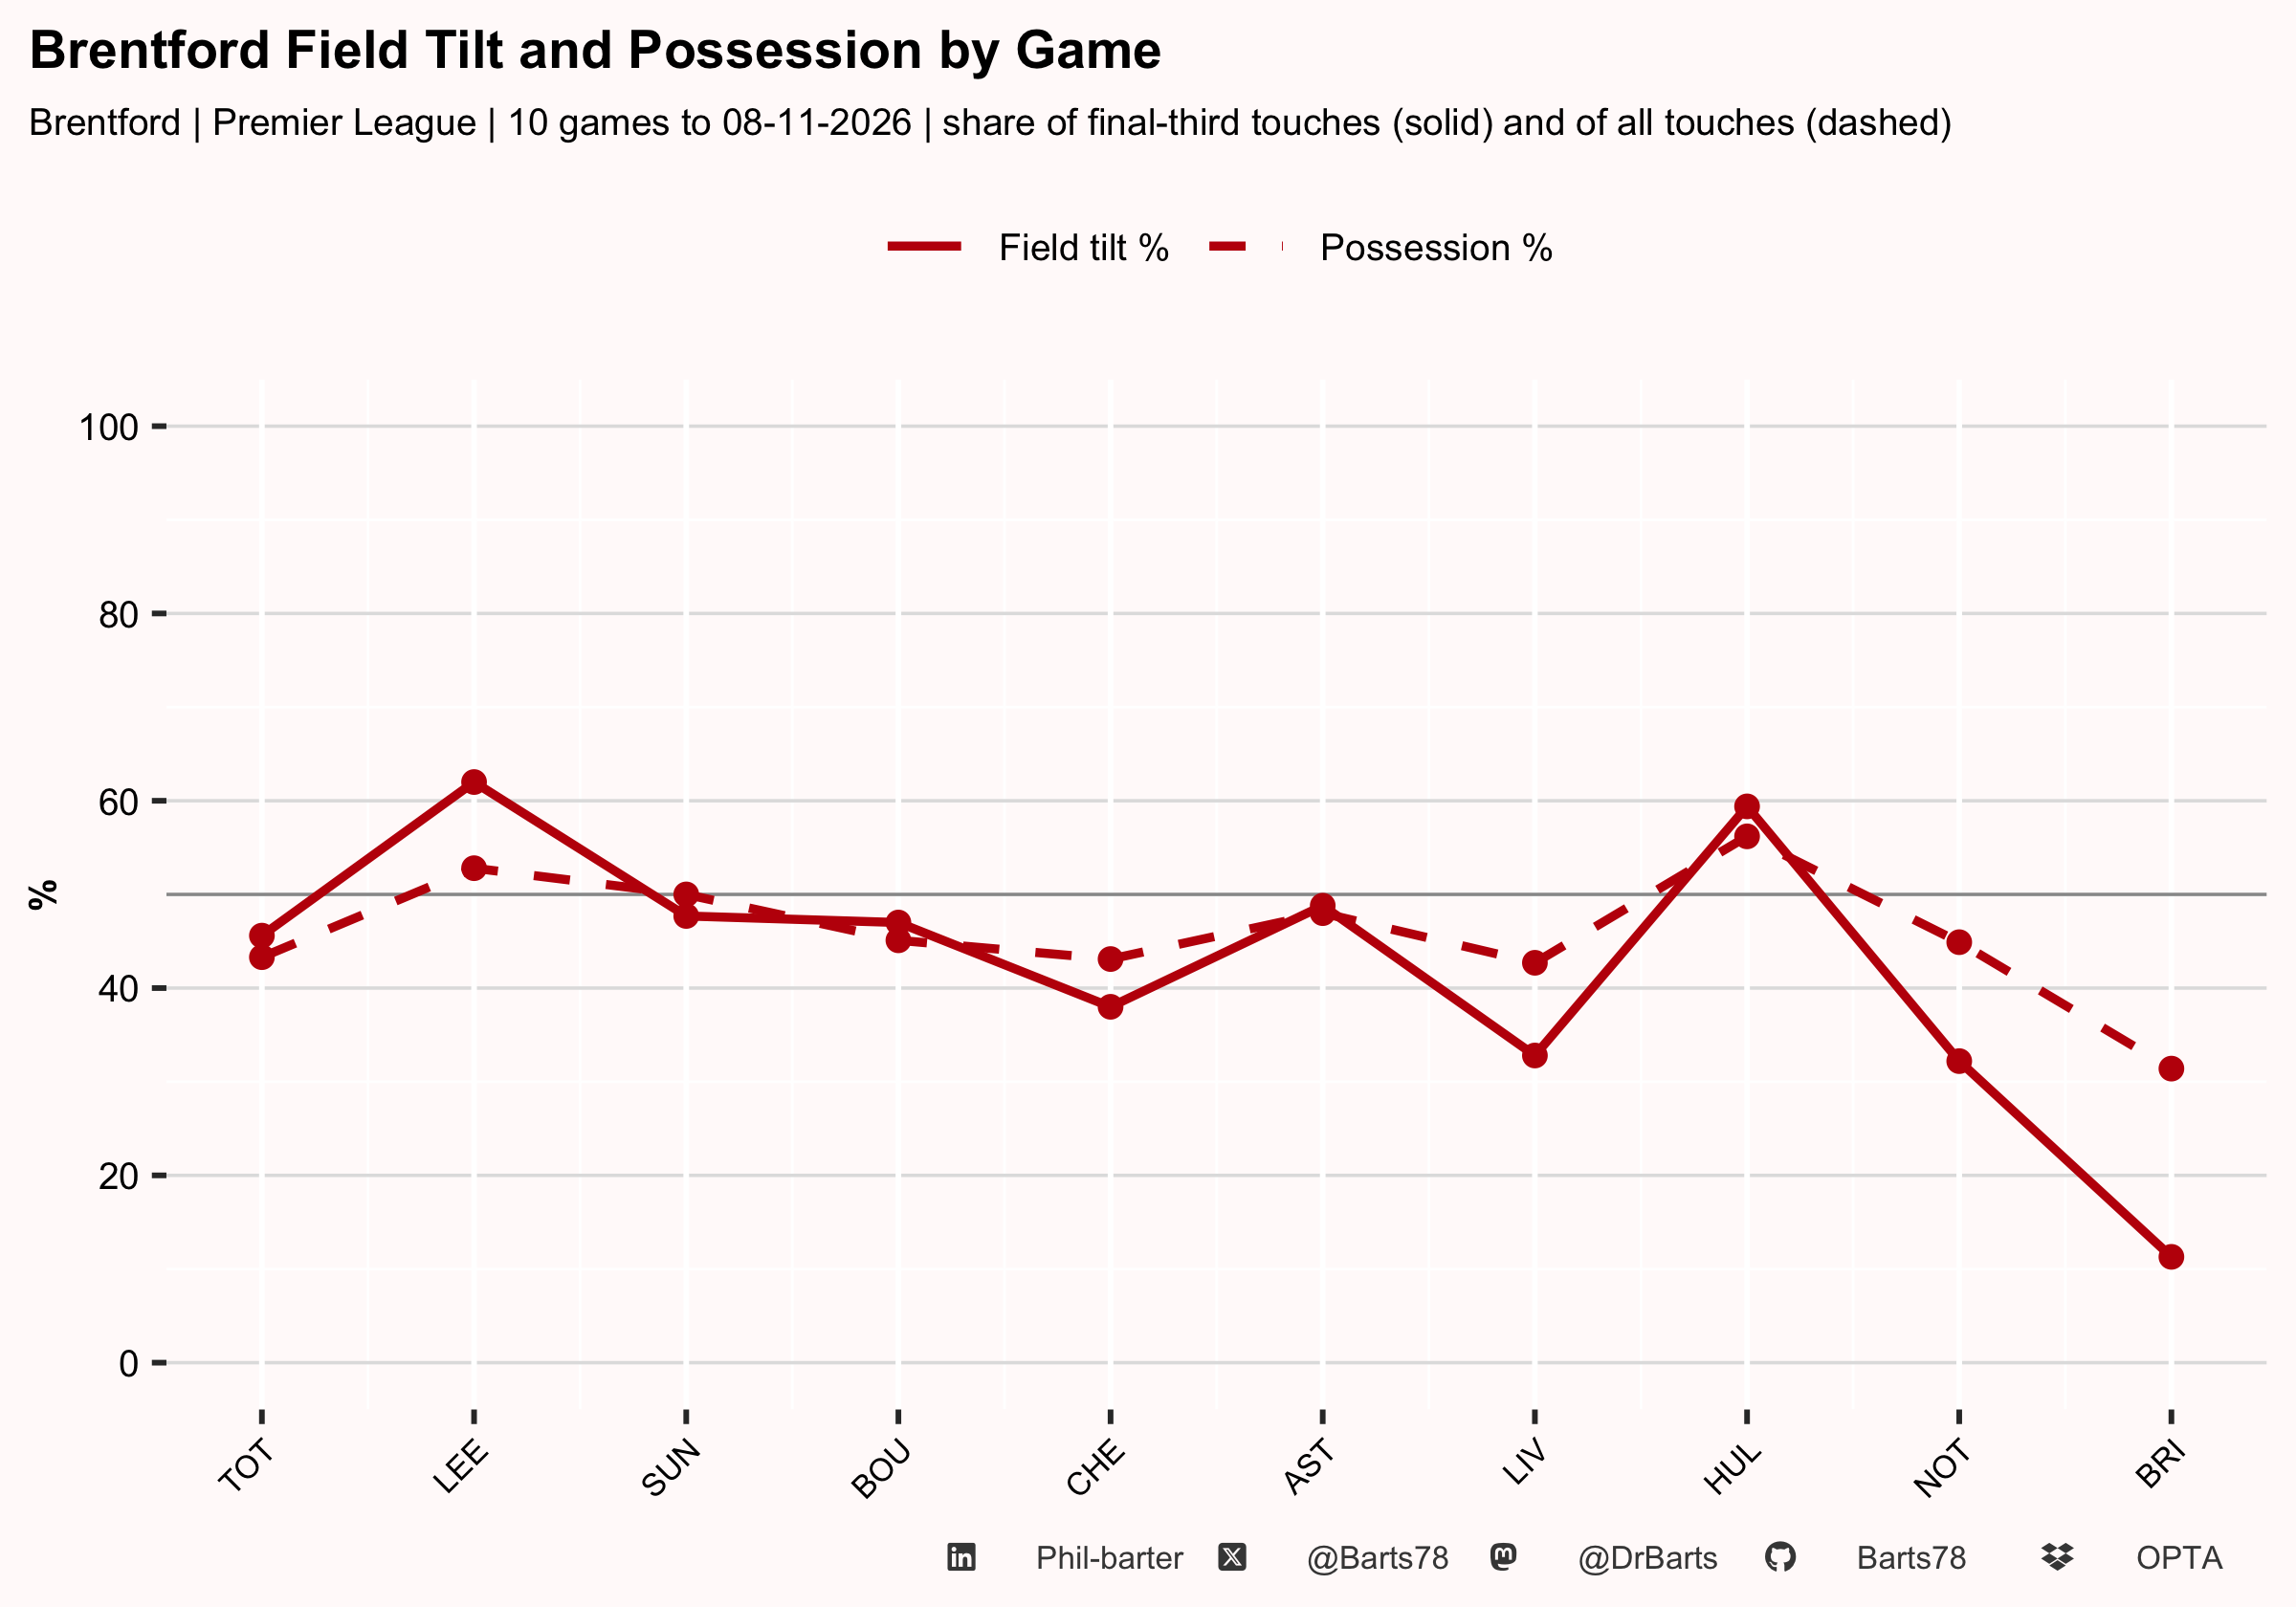 Brentford Field Tilt and Possession by Game
Brentford | Premier League | 10 games to 08-11-2026 | share of final-third touches (solid) and of all touches (dashed)
Field tilt % Possession %
100
80
60
40
20
0
%
TOT LEE SUN BOU CHE AST LIV HUL NOT BRI
Phil-barter @Barts78 @DrBarts Barts78 OPTA